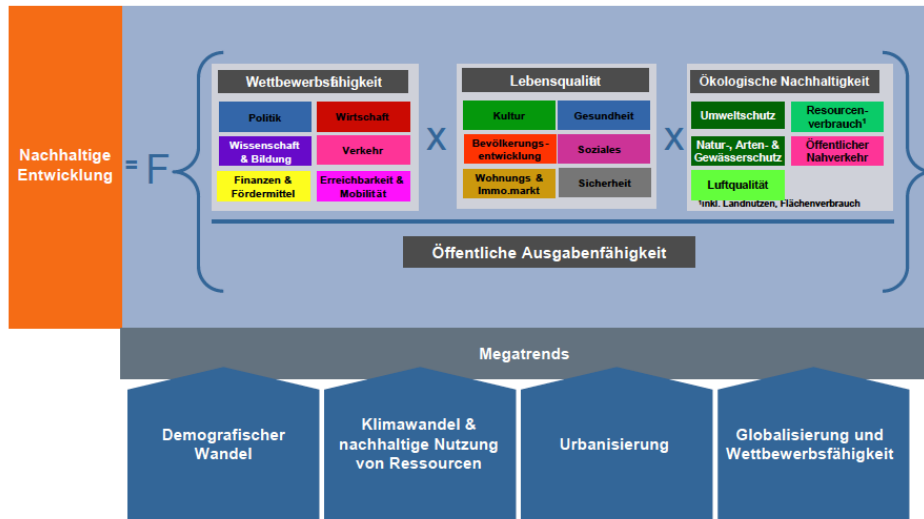 Nachhaltige
Entwicklung
= F
Wettbewerbsfähigkeit
Politik
Wirtschaft
Wissenschaft
& Bildung
Verkehr
Finanzen &
Fördermittel
Erreichbarkeit &
Mobilität
X
Lebensqualität
Kultur
Gesundheit
Bevölkerungs-
entwicklung
Soziales
Wohnungs &
Immo.markt
Sicherheit
X
Ökologische Nachhaltigkeit
Umweltschutz
Resourcen-
verbrauch¹
Natur-, Arten- &
Gewässerschutz
Öffentlicher
Nahverkehr
Luftqualität
¹inkl. Landnutzen, Flächenverbrauch
Öffentliche Ausgabenfähigkeit
Megatrends
Demografischer
Wandel
Klimawandel &
nachhaltige Nutzung
von Ressourcen
Urbanisierung
Globalisierung und
Wettbewerbsfähigkeit